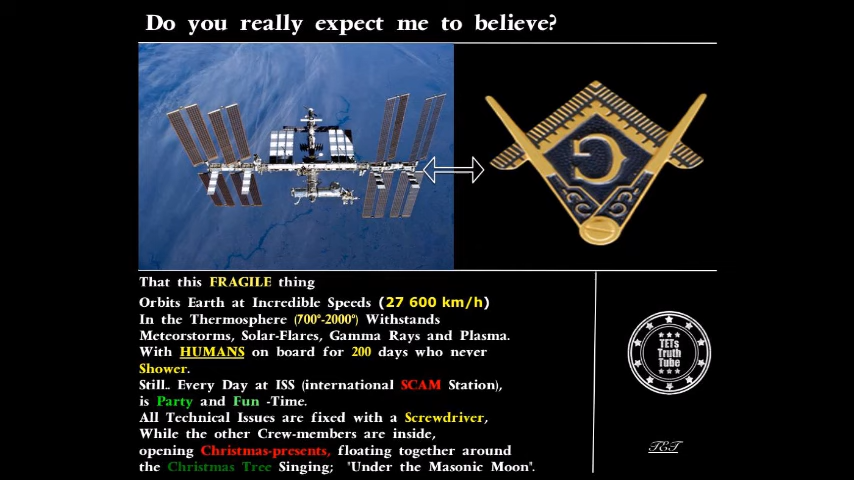 Do you really expect me to believe?
G
That this FRAGILE thing
Orbits Earth at Incredible Speeds (27 600 km/h)
In the Thermosphere (700°-2000°) Withstands
Meteorstorms, Solar-Flares, Gamma Rays and Plasma.
With HUMANS on board for 200 days who never
Shower.
Still.. Every Day at ISS (international SCAM Station),
is Party and Fun -Time.
All Technical Issues are fixed with a Screwdriver,
While the other Crew-members are inside,
opening Christmas-presents, floating together around
the Christmas Tree Singing; "Under the Masonic Moon".
TETs
Truth
Tube
TET